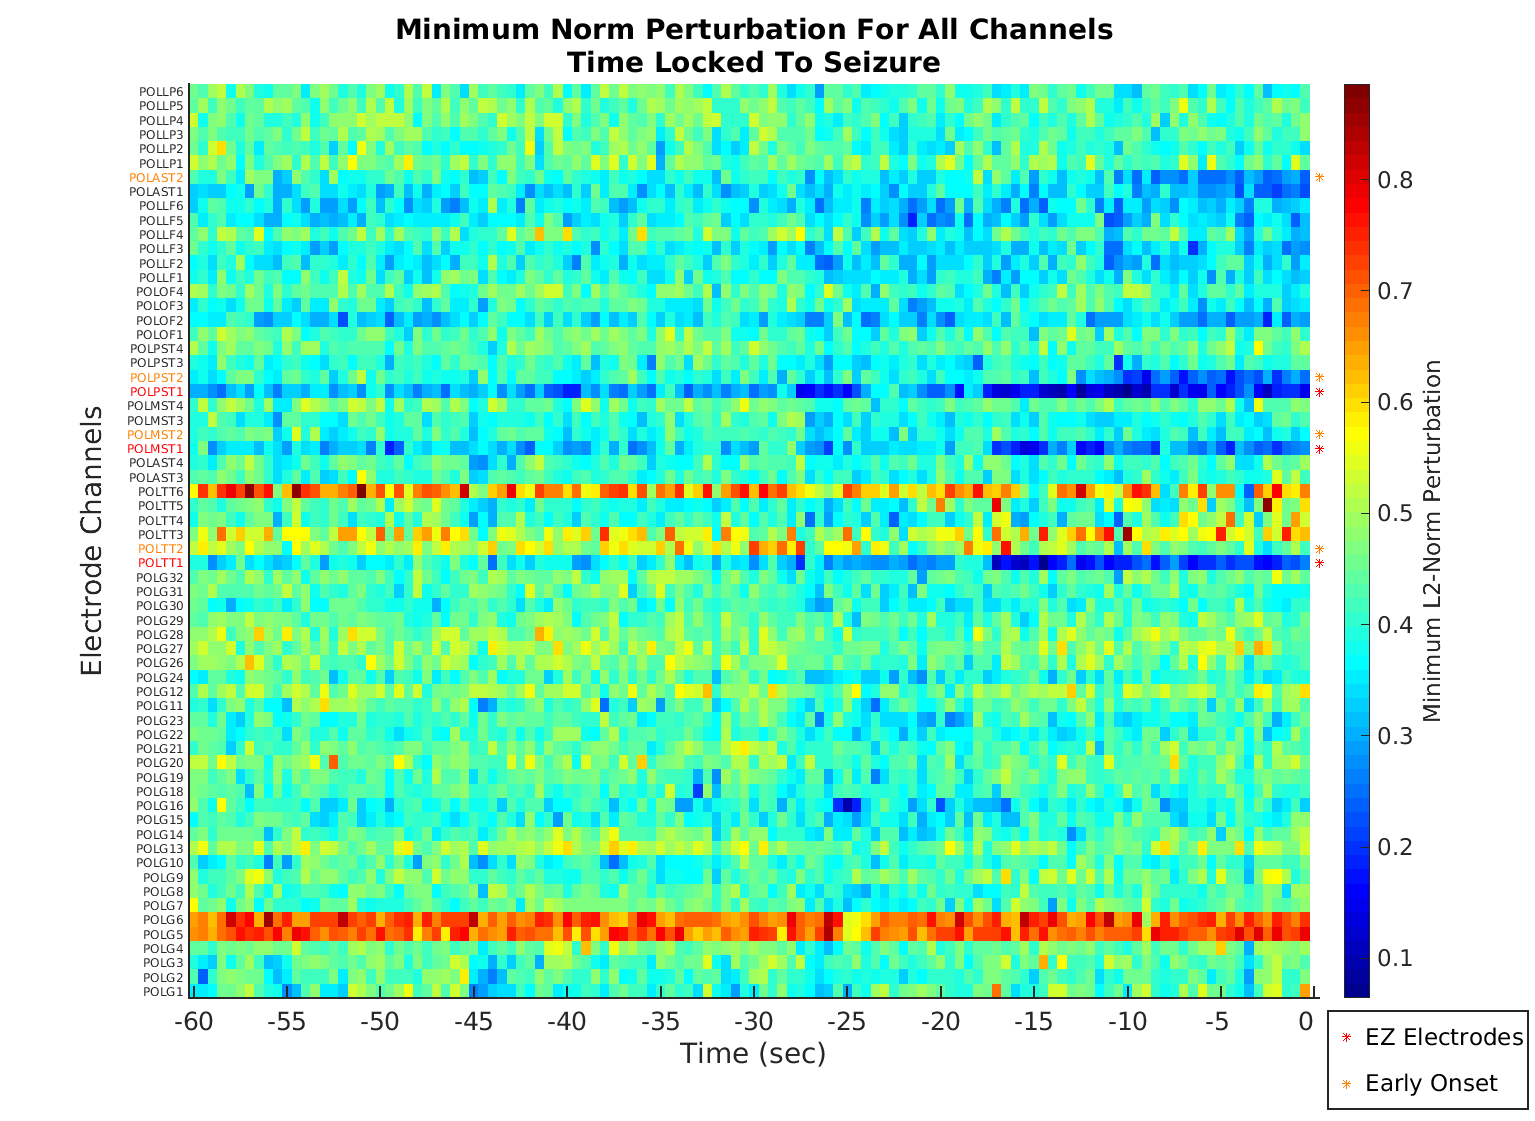 Minimum Norm Perturbation For All Channels
Time Locked To Seizure
Electrode Channels
POLLP6
POLLP5
POLLP4
POLLP3
POLLP2
POLLP1
POLAST2
POLAST1
POLLF6
POLLF5
POLLF4
POLLF3
POLLF2
POLLF1
POLOF4
POLOF3
POLOF2
POLOF1
POLPST4
POLPST3
POLPST2
POLPST1
POLMST4
POLMST3
POLMST2
POLMST1
POLAST4
POLAST3
POLTT6
POLTT5
POLTT4
POLTT3
POLTT2
POLTT1
POLG32
POLG31
POLG30
POLG29
POLG28
POLG27
POLG26
POLG24
POLG12
POLG11
POLG23
POLG22
POLG21
POLG20
POLG19
POLG18
POLG16
POLG15
POLG14
POLG13
POLG10
POLG9
POLG8
POLG7
POLG6
POLG5
POLG4
POLG3
POLG2
POLG1
-60 -55 -50 -45 -40 -35 -30 -25 -20 -15 -10 -5 0
Time (sec)
0.8
0.7
0.6
0.5
0.4
0.3
0.2
0.1
Minimum L2-Norm Perturbation
EZ Electrodes
Early Onset